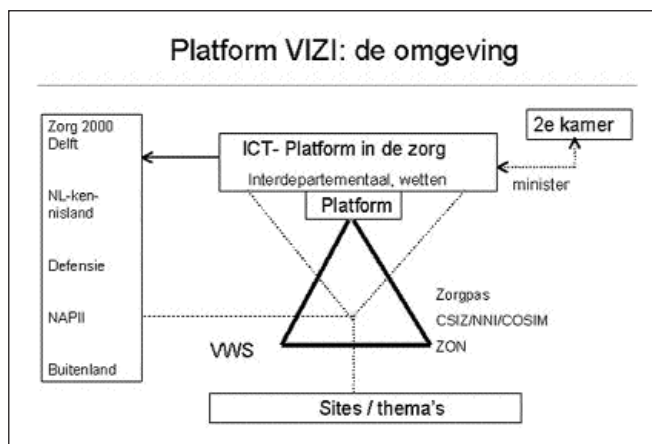 Platform VIZI: de omgeving
Zorg 2000
Delft
NL-ken-
nisland
Defensie
NAPII
Buitenland
ICT- Platform in de zorg
Interdepartementaal, wetten
Platform
2e kamer
minister
VWS
Zorgpas
CSIZ/NNI/COSIM
ZON
Sites / thema's